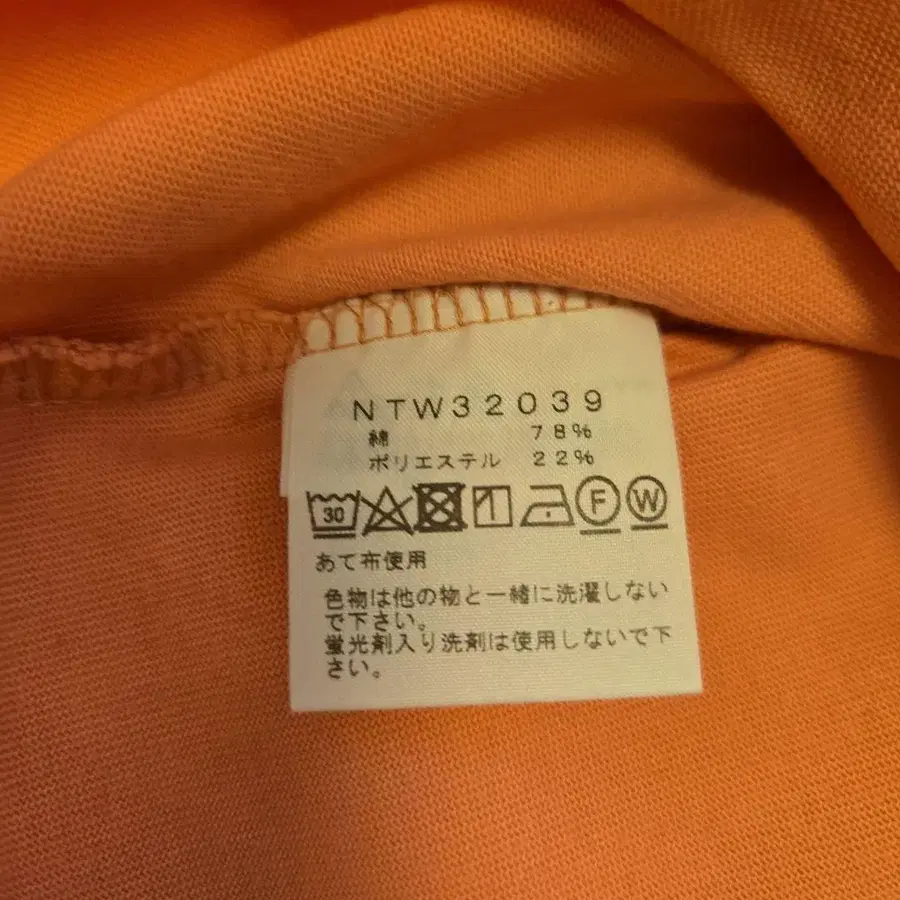 NTW32039
綿 78%
ポリエステル 22%
30 F W
あて布使用
色物は他の物と一緒に洗濯しない
で下さい。
蛍光剤入り洗剤は使用しないで下
さい。